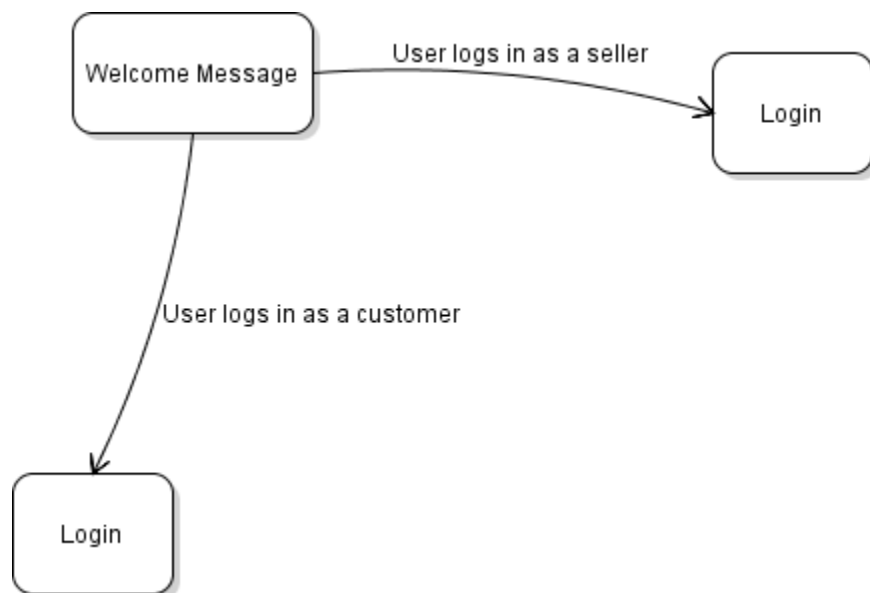 User logs in as a seller
Welcome Message
Login
User logs in as a customer
Login